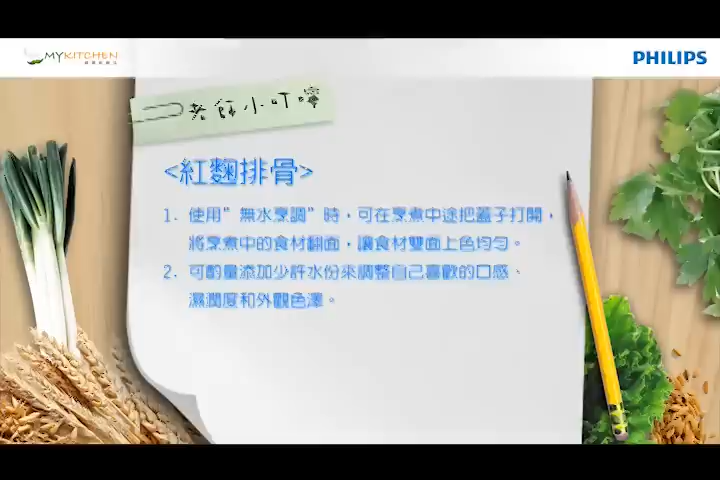 MYKITCHEN
PHILIPS
煮飪小叮嚀
<紅麴排骨>
1. 使用"無水烹調"時，可在烹煮中途把蓋子打開，
將烹煮中的食材翻面，讓食材雙面上色均勻。
2. 可酌量添加少許水份來調整自己喜歡的口感、
濕潤度和外觀色澤。